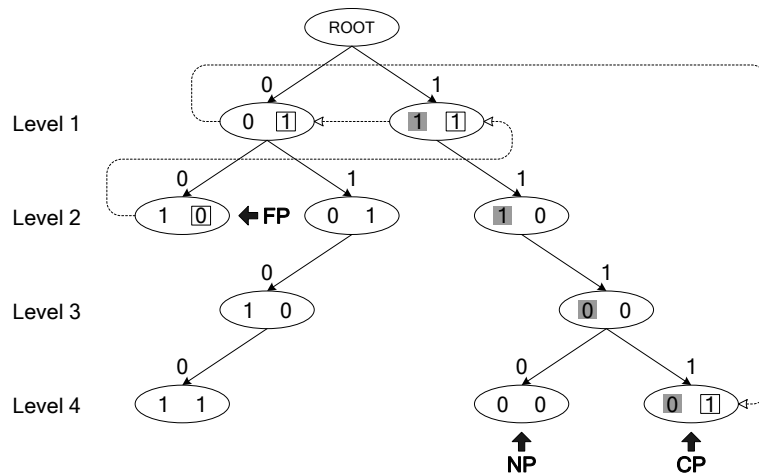 ROOT
0 1
Level 1 0 1 1 1
0 1 1
Level 2 1 0 FP 0 1 1 0
0 1
Level 3 1 0 0 0
0 0 1
Level 4 1 1 0 0 0 1
NP CP